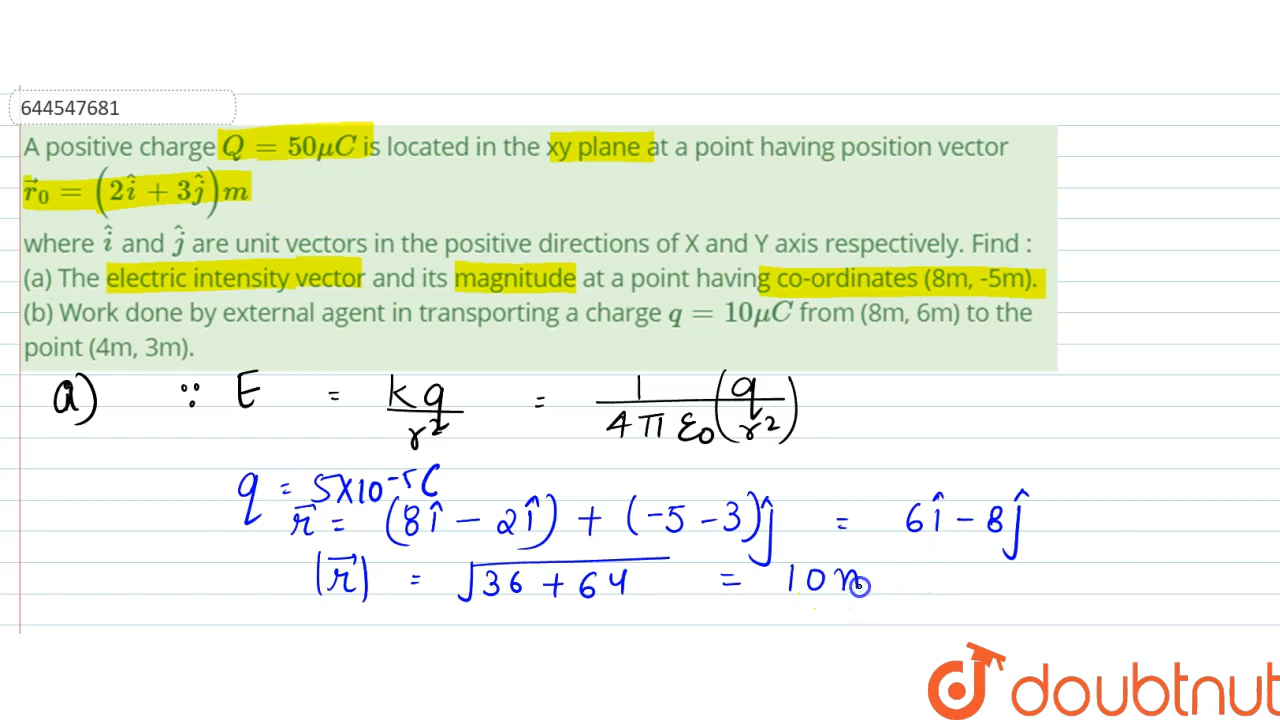 644547681
A positive charge Q = 50μC is located in the xy plane at a point having position vector
r⃗₀ = (2î + 3ĵ)m
where î and ĵ are unit vectors in the positive directions of X and Y axis respectively. Find :
(a) The electric intensity vector and its magnitude at a point having co-ordinates (8m, -5m).
(b) Work done by external agent in transporting a charge q = 10μC from (8m, 6m) to the
point (4m, 3m).
a) ∵ E = kq/r² = 1/4πε₀ (q/r²)
q = 5×10⁻⁵C
r⃗ = (8î - 2î) + (-5-3)ĵ = 6î - 8ĵ
(r⃗) = √36+64 = 10m
doubtnut